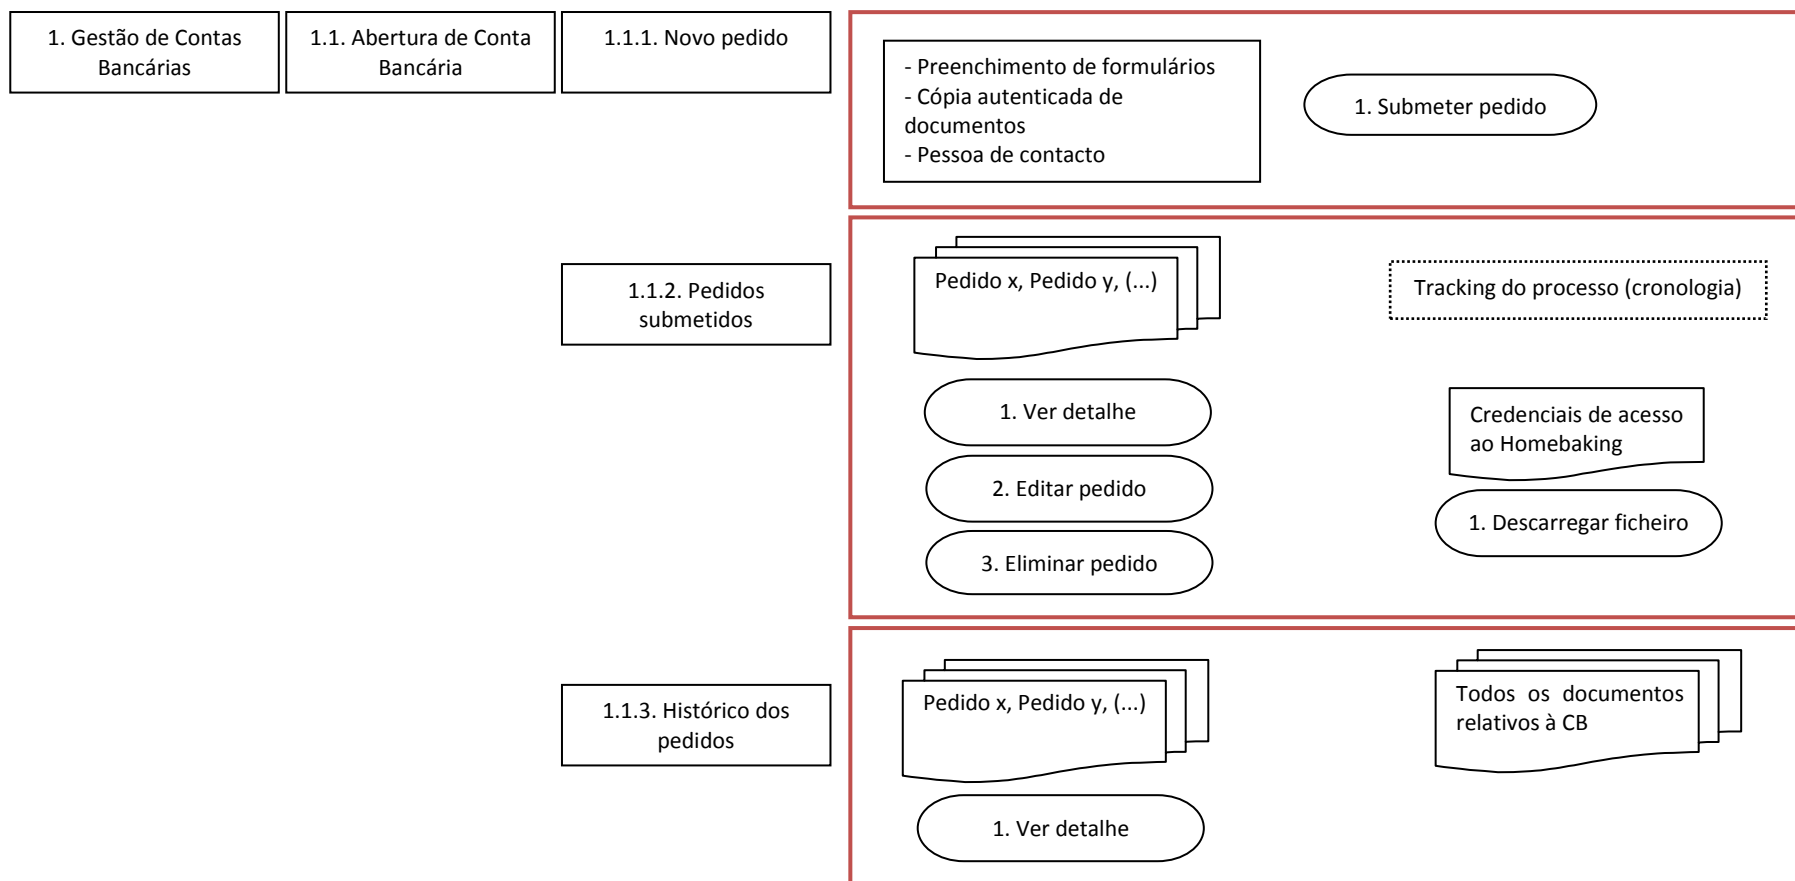 1. Gestão de Contas
Bancárias
1.1. Abertura de Conta
Bancária
1.1.1. Novo pedido
- Preenchimento de formulários
- Cópia autenticada de
documentos
- Pessoa de contacto
1. Submeter pedido
1.1.2. Pedidos
submetidos
Pedido x, Pedido y, (...)
Tracking do processo (cronologia)
1. Ver detalhe
2. Editar pedido
3. Eliminar pedido
Credenciais de acesso
ao Homebaking
1. Descarregar ficheiro
1.1.3. Histórico dos
pedidos
Pedido x, Pedido y, (...)
Todos os documentos
relativos à CB
1. Ver detalhe